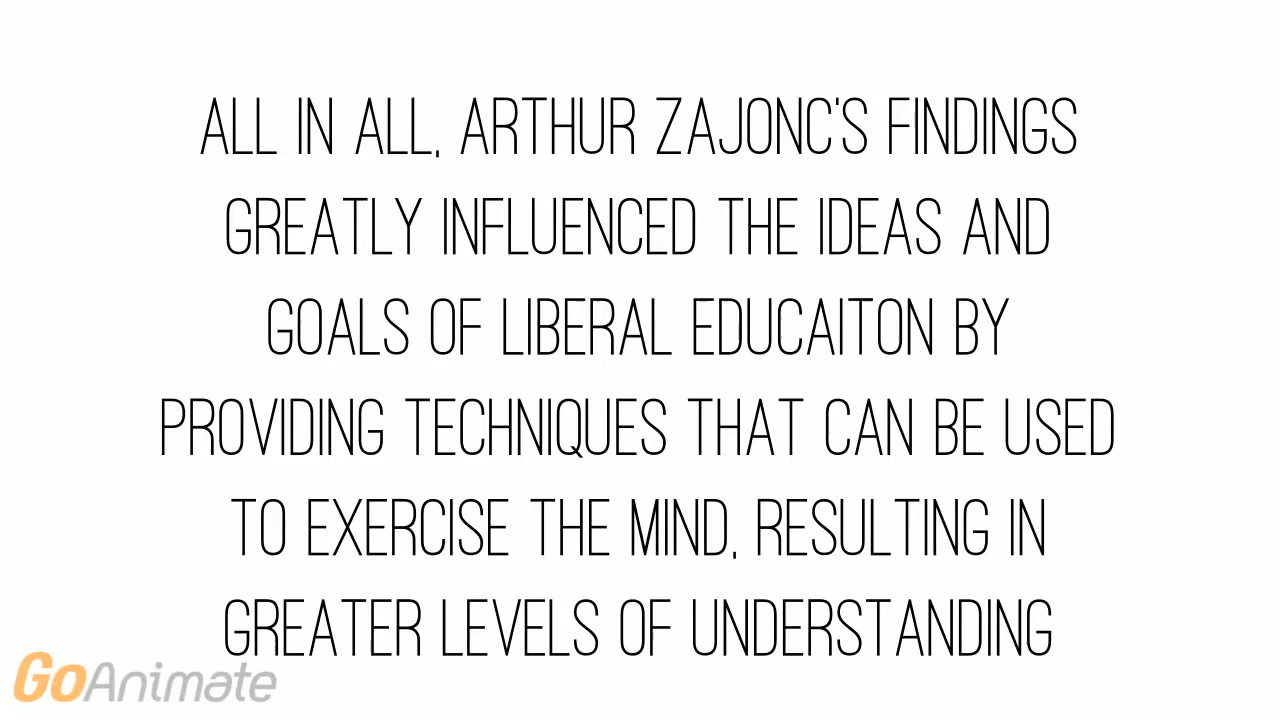 ALL IN ALL, ARTHUR ZAJONC'S FINDINGS
GREATLY INFLUENCED THE IDEAS AND
GOALS OF LIBERAL EDUCAITON BY
PROVIDING TECHNIQUES THAT CAN BE USED
TO EXERCISE THE MIND, RESULTING IN
GREATER LEVELS OF UNDERSTANDING
GoAnimate